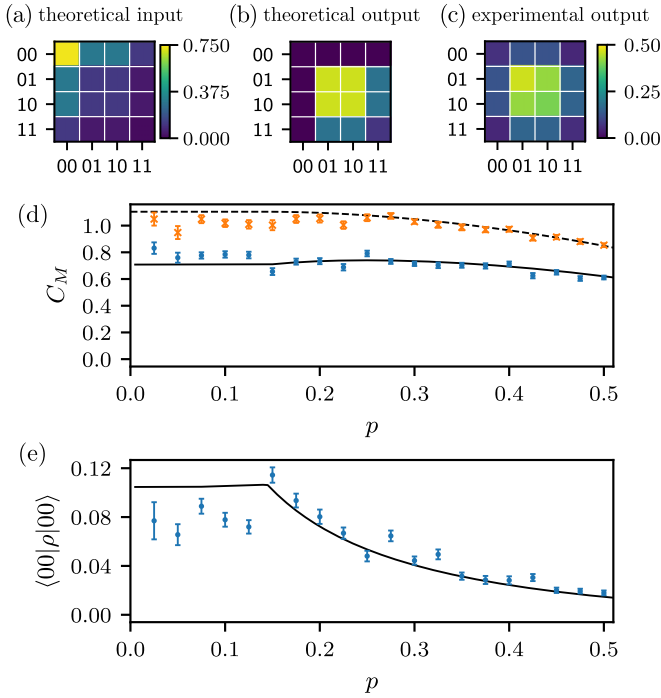 (a) theoretical input (b) theoretical output (c) experimental output
00 01 10 11
00 01 10 11
0.750 0.375 0.000
00 01 10 11
00 01 10 11
00 01 10 11
00 01 10 11
0.50 0.25 0.00
(d)
C_M
1.0
0.8
0.6
0.4
0.2
0.0
0.0 0.1 0.2 0.3 0.4 0.5
p
(e)
⟨00|ρ|00⟩
0.12
0.08
0.04
0.00
0.0 0.1 0.2 0.3 0.4 0.5
p